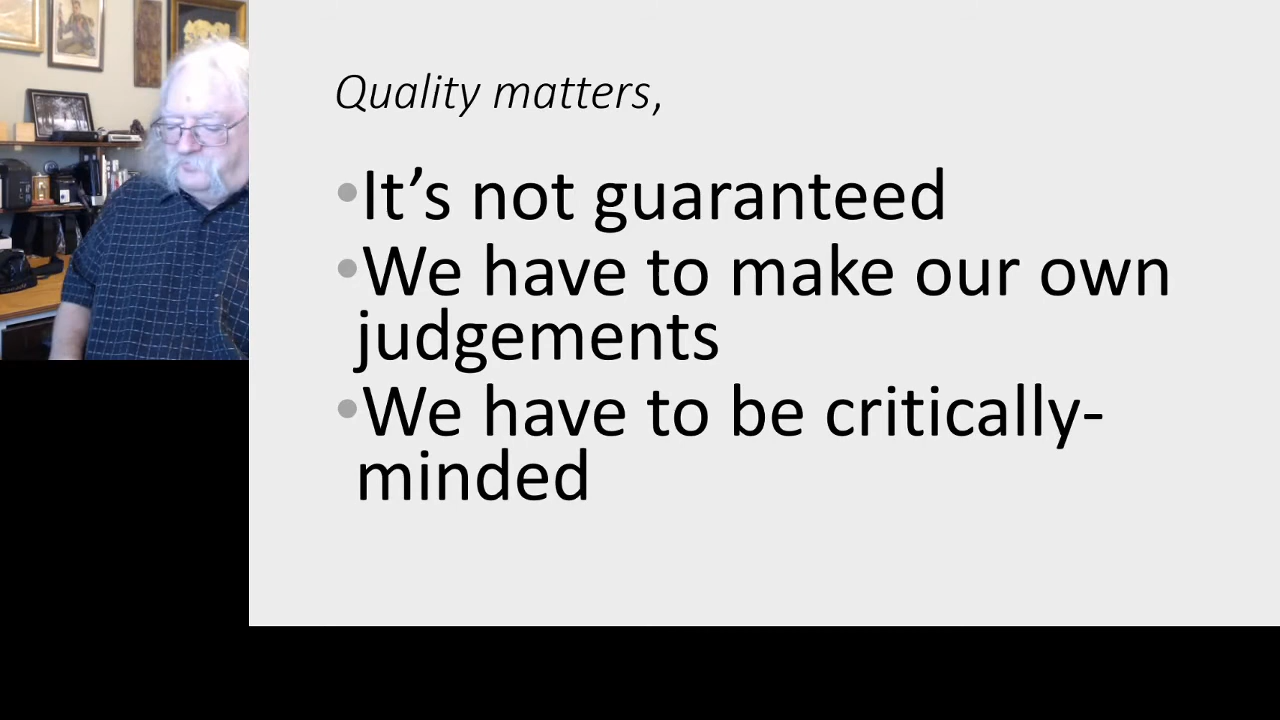 Quality matters,
•It’s not guaranteed
•We have to make our own
judgements
•We have to be critically-
minded